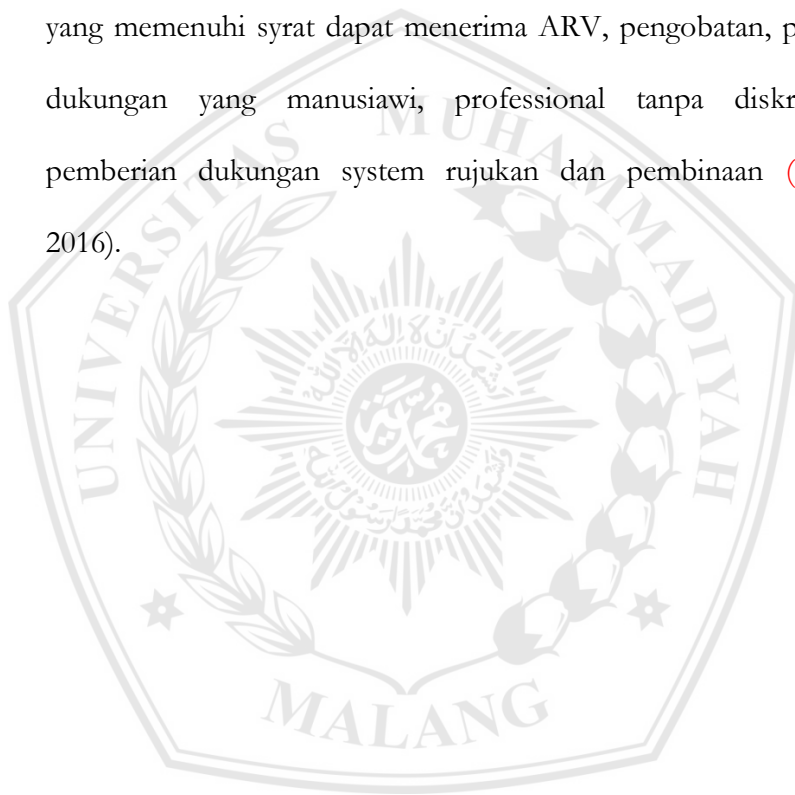 yang memenuhi syrat dapat menerima ARV, pengobatan,
dukungan yang manusiawi, professional tanpa
pemberian dukungan system rujukan dan pembinaan (
2016).
UNIVERSITAS MUHAMMADIYAH
MALANG